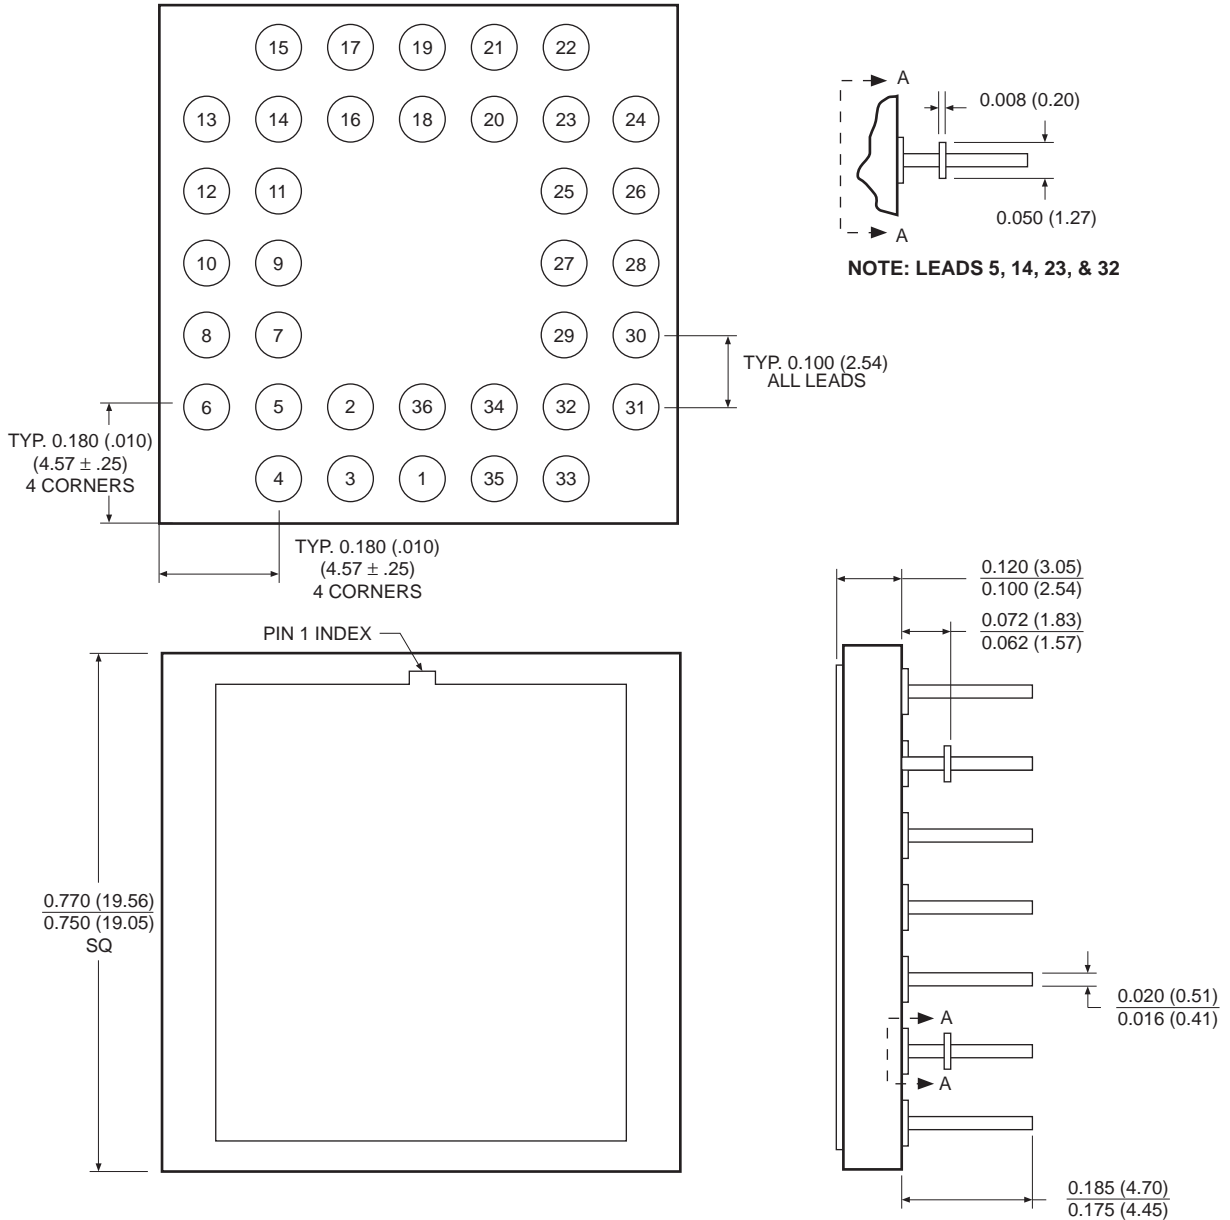 15 17 19 21 22
13 14 16 18 20 23 24
12 11 25 26
10 9 27 28
8 7 29 30
6 5 2 36 34 32 31
4 3 1 35 33
A
0.008 (0.20)
0.050 (1.27)
A
NOTE: LEADS 5, 14, 23, & 32
TYP. 0.100 (2.54)
ALL LEADS
TYP. 0.180 (.010)
(4.57 ± .25)
4 CORNERS
TYP. 0.180 (.010)
(4.57 ± .25)
4 CORNERS
PIN 1 INDEX
0.770 (19.56)
0.750 (19.05)
SQ
0.120 (3.05)
0.100 (2.54)
0.072 (1.83)
0.062 (1.57)
0.020 (0.51)
0.016 (0.41)
A
A
0.185 (4.70)
0.175 (4.45)